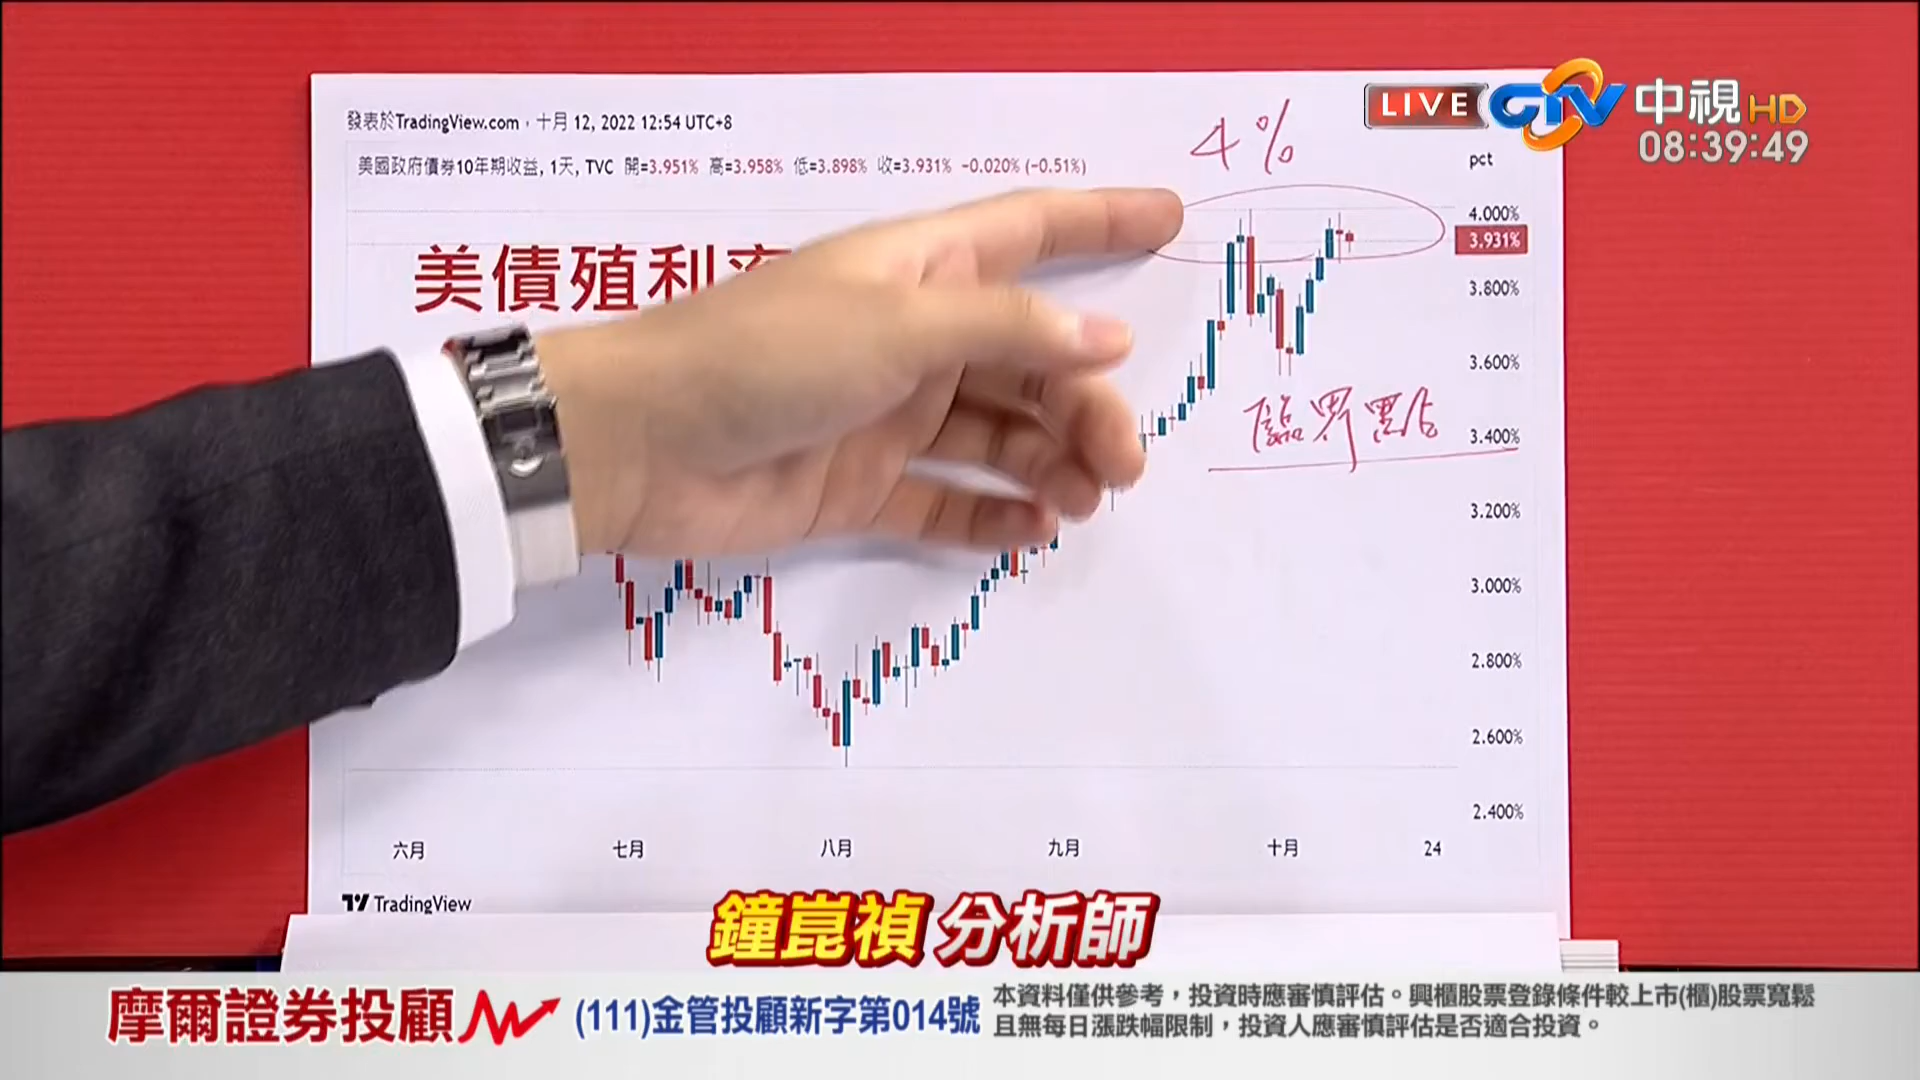 LIVE CTV 中視HD
08:39:49
發表於TradingView.com，十月 12, 2022 12:54 UTC+8
4%
pct
美國政府債券10年期收益, 1天, TVC 開=3.951% 高=3.958% 低=3.898% 收=3.931% −0.020% (−0.51%)
4.000%
3.931%
美債殖利
3.800%
3.600%
臨界點
3.400%
3.200%
3.000%
2.800%
2.600%
2.400%
六月 七月 八月 九月 十月 24
TradingView
鐘崑禎 分析師
摩爾證券投顧 (111)金管投顧新字第014號
本資料僅供參考，投資時應審慎評估。興櫃股票登錄條件較上市(櫃)股票寬鬆
且無每日漲跌幅限制，投資人應審慎評估是否適合投資。